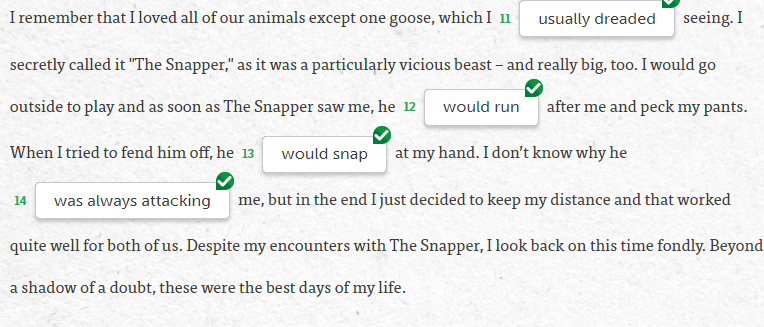 I remember that I loved all of our animals except one goose, which I 11 usually dreaded seeing. I
secretly called it "The Snapper," as it was a particularly vicious beast – and really big, too. I would go
outside to play and as soon as The Snapper saw me, he 12 would run after me and peck my pants.
When I tried to fend him off, he 13 would snap at my hand. I don't know why he
14 was always attacking me, but in the end I just decided to keep my distance and that worked
quite well for both of us. Despite my encounters with The Snapper, I look back on this time fondly. Beyond
a shadow of a doubt, these were the best days of my life.